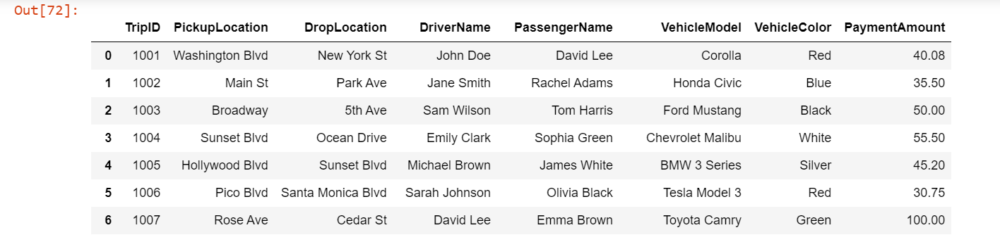 Out[72]:
TripID PickupLocation DropLocation DriverName PassengerName VehicleModel VehicleColor PaymentAmount
0 1001 Washington Blvd New York St John Doe David Lee Corolla Red 40.08
1 1002 Main St Park Ave Jane Smith Rachel Adams Honda Civic Blue 35.50
2 1003 Broadway 5th Ave Sam Wilson Tom Harris Ford Mustang Black 50.00
3 1004 Sunset Blvd Ocean Drive Emily Clark Sophia Green Chevrolet Malibu White 55.50
4 1005 Hollywood Blvd Sunset Blvd Michael Brown James White BMW 3 Series Silver 45.20
5 1006 Pico Blvd Santa Monica Blvd Sarah Johnson Olivia Black Tesla Model 3 Red 30.75
6 1007 Rose Ave Cedar St David Lee Emma Brown Toyota Camry Green 100.00